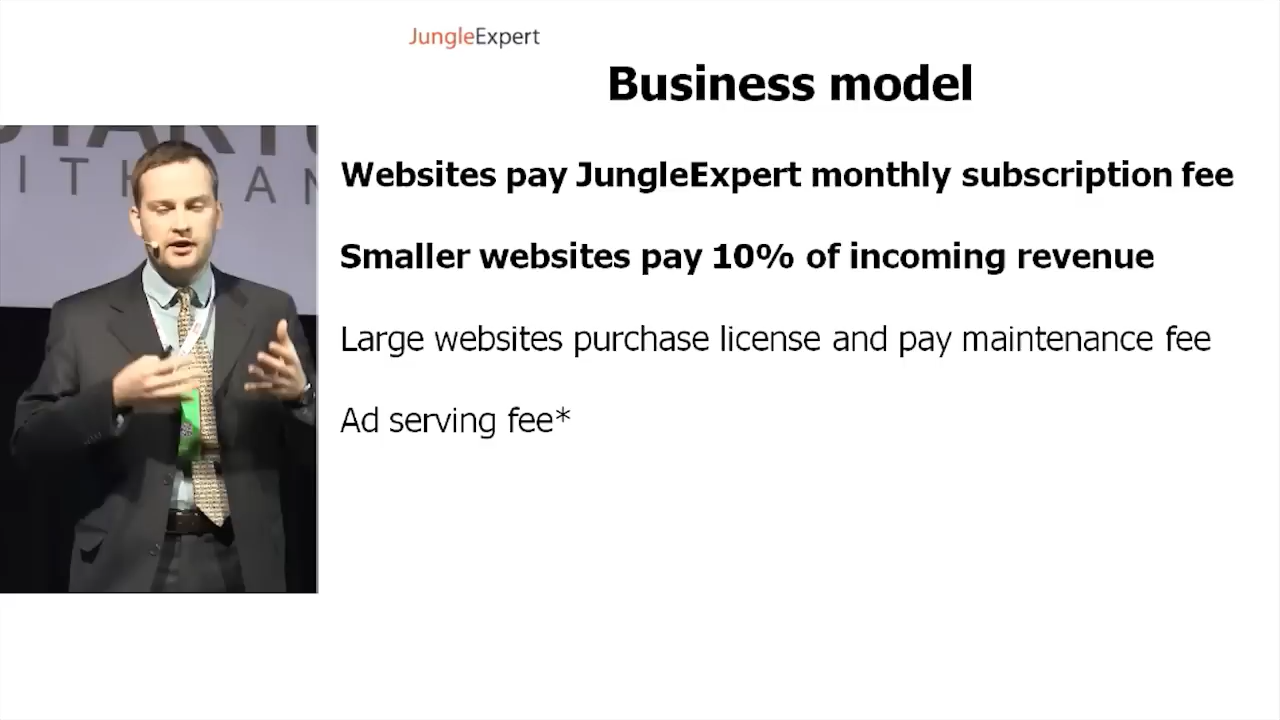 JungleExpert
Business model
Websites pay JungleExpert monthly subscription fee
Smaller websites pay 10% of incoming revenue
Large websites purchase license and pay maintenance fee
Ad serving fee*